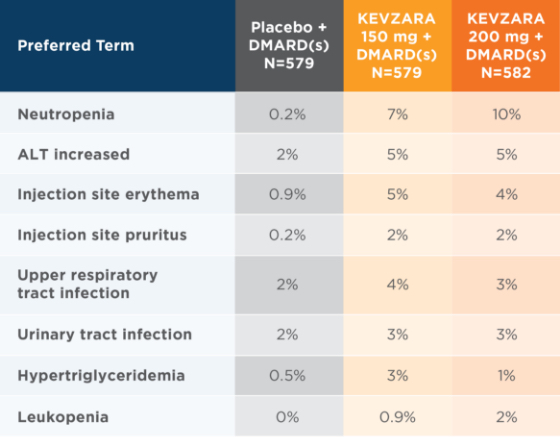 Preferred Term
Placebo +
DMARD(s)
N=579
KEVZARA
150 mg +
DMARD(s)
N=579
KEVZARA
200 mg +
DMARD(s)
N=582
Neutropenia 0.2% 7% 10%
ALT increased 2% 5% 5%
Injection site erythema 0.9% 5% 4%
Injection site pruritus 0.2% 2% 2%
Upper respiratory
tract infection 2% 4% 3%
Urinary tract infection 2% 3% 3%
Hypertriglyceridemia 0.5% 3% 1%
Leukopenia 0% 0.9% 2%